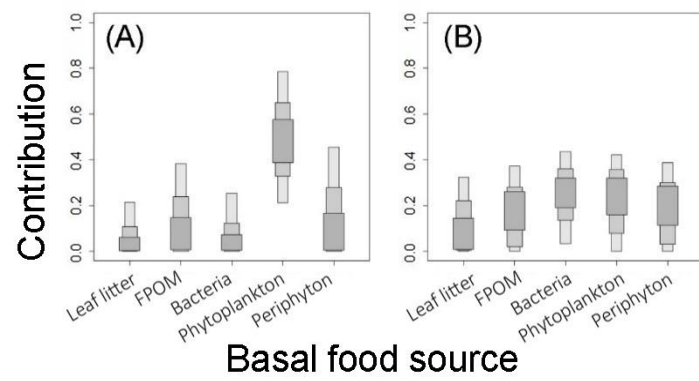 (A)
(B)
Contribution
1.0
0.8
0.6
0.4
0.2
0.0
1.0
0.8
0.6
0.4
0.2
0.0
Leaf litter
FPOM
Bacteria
Phytoplankton
Periphyton
Leaf litter
FPOM
Bacteria
Phytoplankton
Periphyton
Basal food source